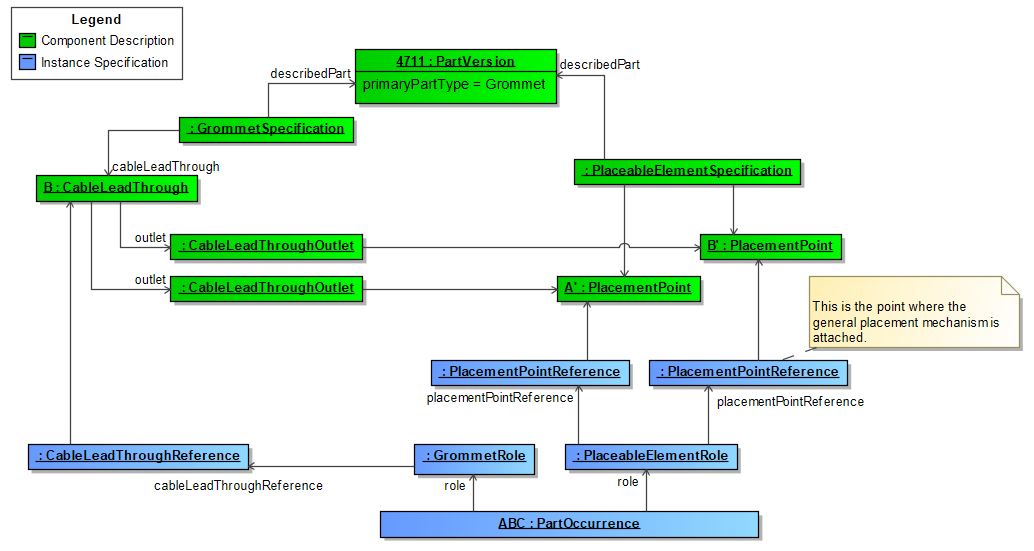 Legend
Component Description
Instance Specification
4711 : PartVersion
primaryPartType = Grommet
describedPart
describedPart
: GrommetSpecification
cableLeadThrough
: PlaceableElementSpecification
B : CableLeadThrough
outlet
: CableLeadThroughOutlet
B' : PlacementPoint
outlet
: CableLeadThroughOutlet
A' : PlacementPoint
This is the point where the
general placement mechanism is
attached.
: PlacementPointReference
: PlacementPointReference
placementPointReference
placementPointReference
: CableLeadThroughReference
: GrommetRole
: PlaceableElementRole
cableLeadThroughReference
role
role
ABC : PartOccurrence